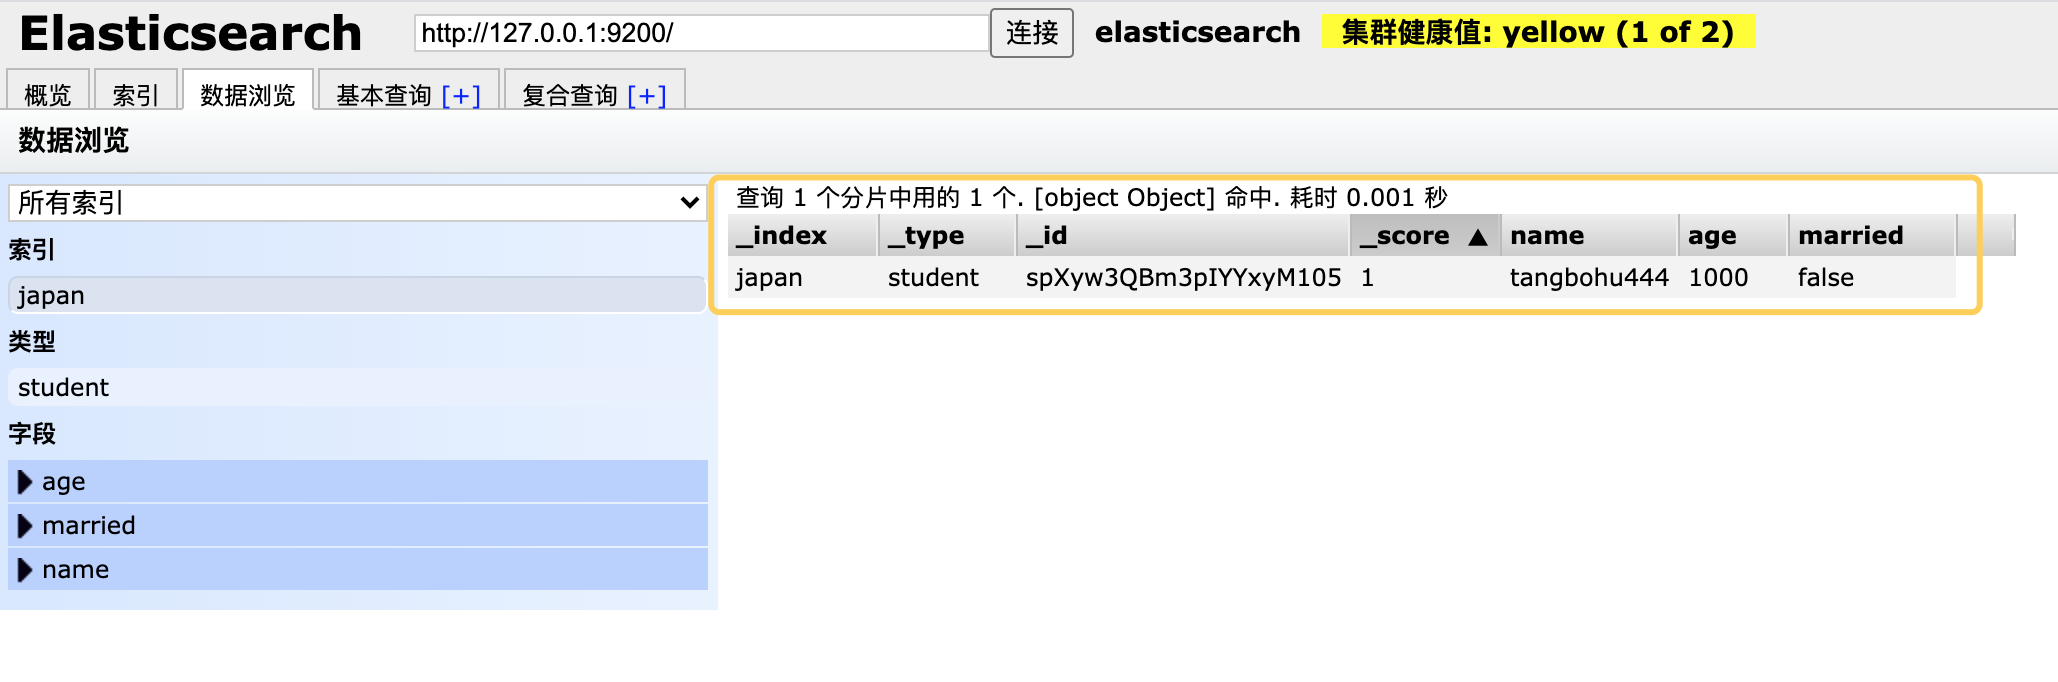 Elasticsearch http://127.0.0.1:9200/ 连接 elasticsearch 集群健康值: yellow (1 of 2)
概览 索引 数据浏览 基本查询 [+] 复合查询 [+]
数据浏览
所有索引
索引
japan
类型
student
字段
age
married
name
查询 1 个分片中用的 1 个. [object Object] 命中. 耗时 0.001 秒
_index _type _id _score ▲ name age married
japan student spXyw3QBm3pIYYxyM105 1 tangbohu444 1000 false